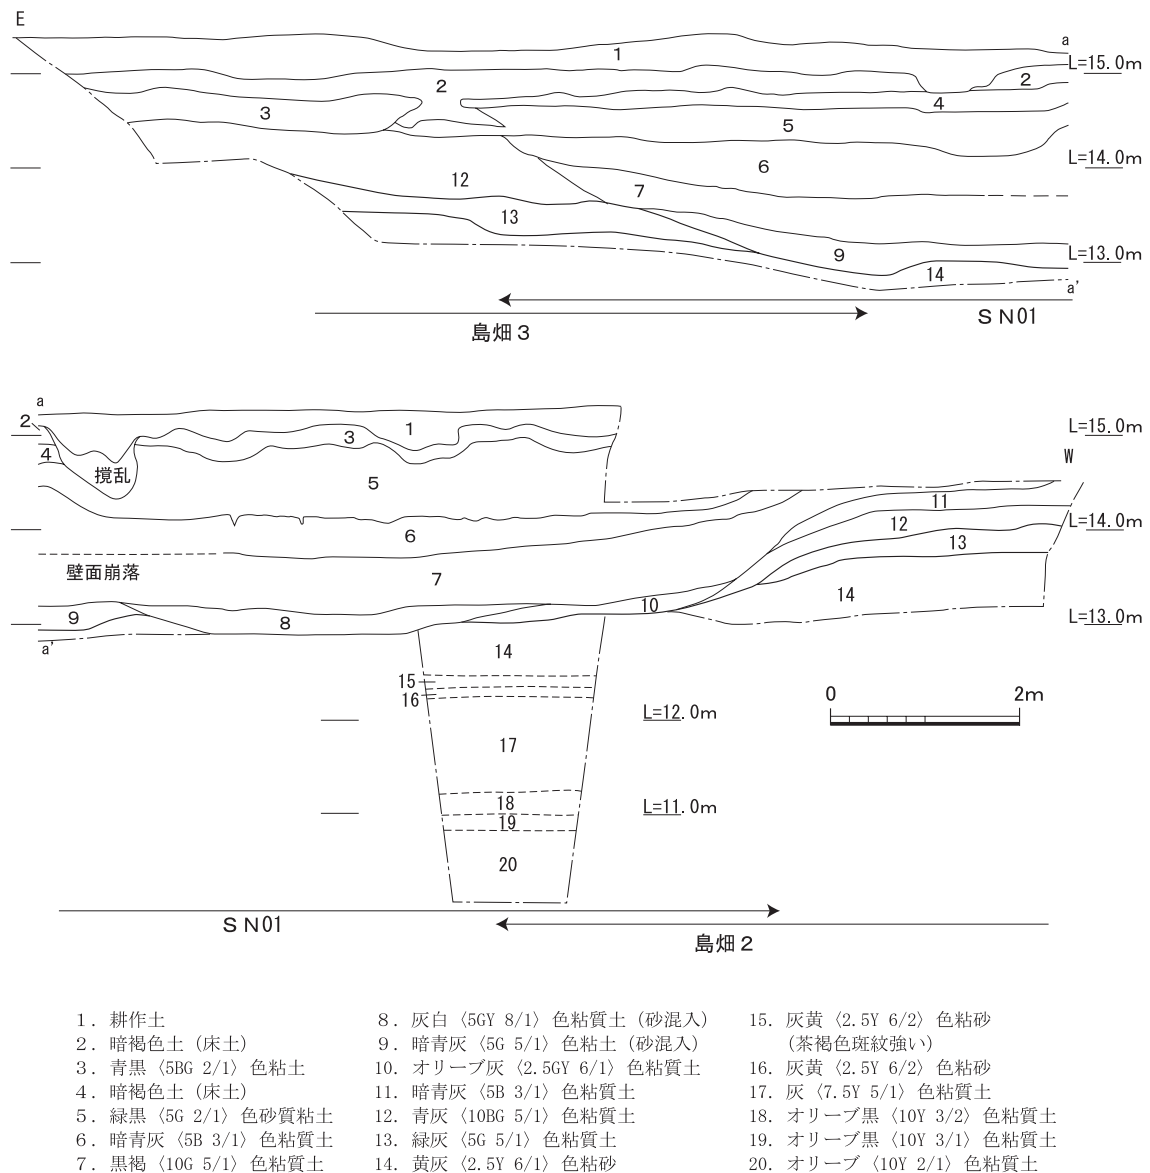 E
a
1
L=15.0m
2
2
3
4
5
L=14.0m
6
12
7
13
9
L=13.0m
14
a'
島畑3
SN01
a
2
1
L=15.0m
3
4
撹乱
5
W
11
6
12
L=14.0m
13
壁面崩落
7
14
10
9
8
L=13.0m
a'
14
15
16
0 2m
L=12.0m
17
18
L=11.0m
19
20
SN01
島畑2
1. 耕作土
2. 暗褐色土（床土）
3. 青黒〈5BG 2/1〉色粘土
4. 暗褐色土（床土）
5. 緑黒〈5G 2/1〉色砂質粘土
6. 暗青灰〈5B 3/1〉色粘質土
7. 黒褐〈10G 5/1〉色粘質土
8. 灰白〈5GY 8/1〉色粘質土（砂混入）
9. 暗青灰〈5G 5/1〉色粘土（砂混入）
10. オリーブ灰〈2.5GY 6/1〉色粘質土
11. 暗青灰〈5B 3/1〉色粘質土
12. 青灰〈10BG 5/1〉色粘質土
13. 緑灰〈5G 5/1〉色粘質土
14. 黄灰〈2.5Y 6/1〉色粘砂
15. 灰黄〈2.5Y 6/2〉色粘砂
（茶褐色斑紋強い）
16. 灰黄〈2.5Y 6/2〉色粘砂
17. 灰〈7.5Y 5/1〉色粘質土
18. オリーブ黒〈10Y 3/2〉色粘質土
19. オリーブ黒〈10Y 3/1〉色粘質土
20. オリーブ〈10Y 2/1〉色粘質土